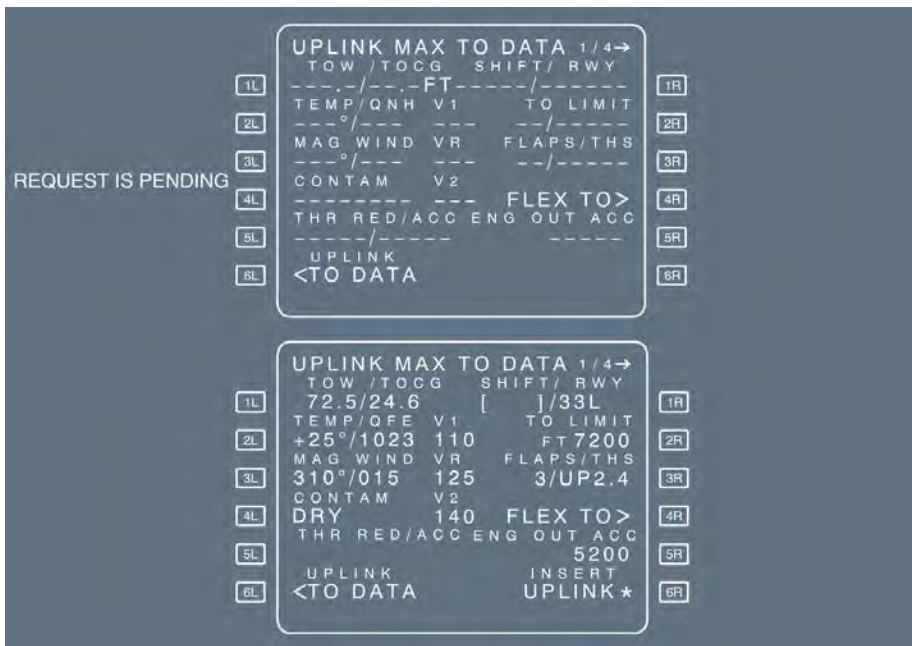 UPLINK MAX TO DATA 1/4→
TOW /TOCG SHIFT/ RWY
1L ---.-/--.-FT-----/------ 1R
TEMP/QNH V1 TO LIMIT
2L ---°/--- --- --/----- 2R
MAG WIND VR FLAPS/THS
3L ---°/--- --- --/----- 3R
REQUEST IS PENDING
CONTAM V2
4L -------- --- FLEX TO> 4R
THR RED/ACC ENG OUT ACC
5L -----/----- ----- 5R
UPLINK
6L <TO DATA 6R
UPLINK MAX TO DATA 1/4→
TOW /TOCG SHIFT/ RWY
1L 72.5/24.6 [ ]/33L 1R
TEMP/QFE V1 TO LIMIT
2L +25°/1023 110 FT7200 2R
MAG WIND VR FLAPS/THS
3L 310°/015 125 3/UP2.4 3R
CONTAM V2
4L DRY 140 FLEX TO> 4R
THR RED/ACC ENG OUT ACC
5L 5200 5R
UPLINK INSERT
6L <TO DATA UPLINK* 6R